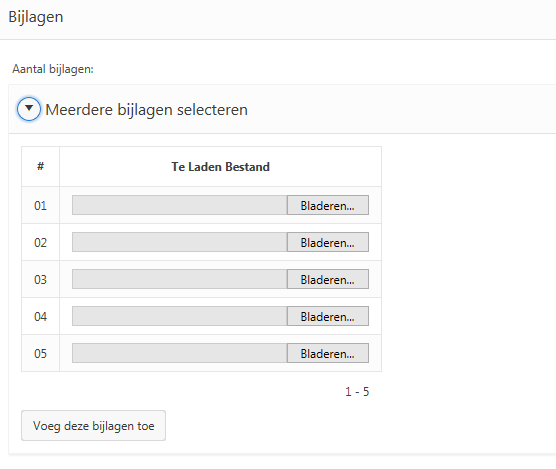 Bijlagen
Aantal bijlagen:
Meerdere bijlagen selecteren
# Te Laden Bestand
01 Bladeren...
02 Bladeren...
03 Bladeren...
04 Bladeren...
05 Bladeren...
1 - 5
Voeg deze bijlagen toe